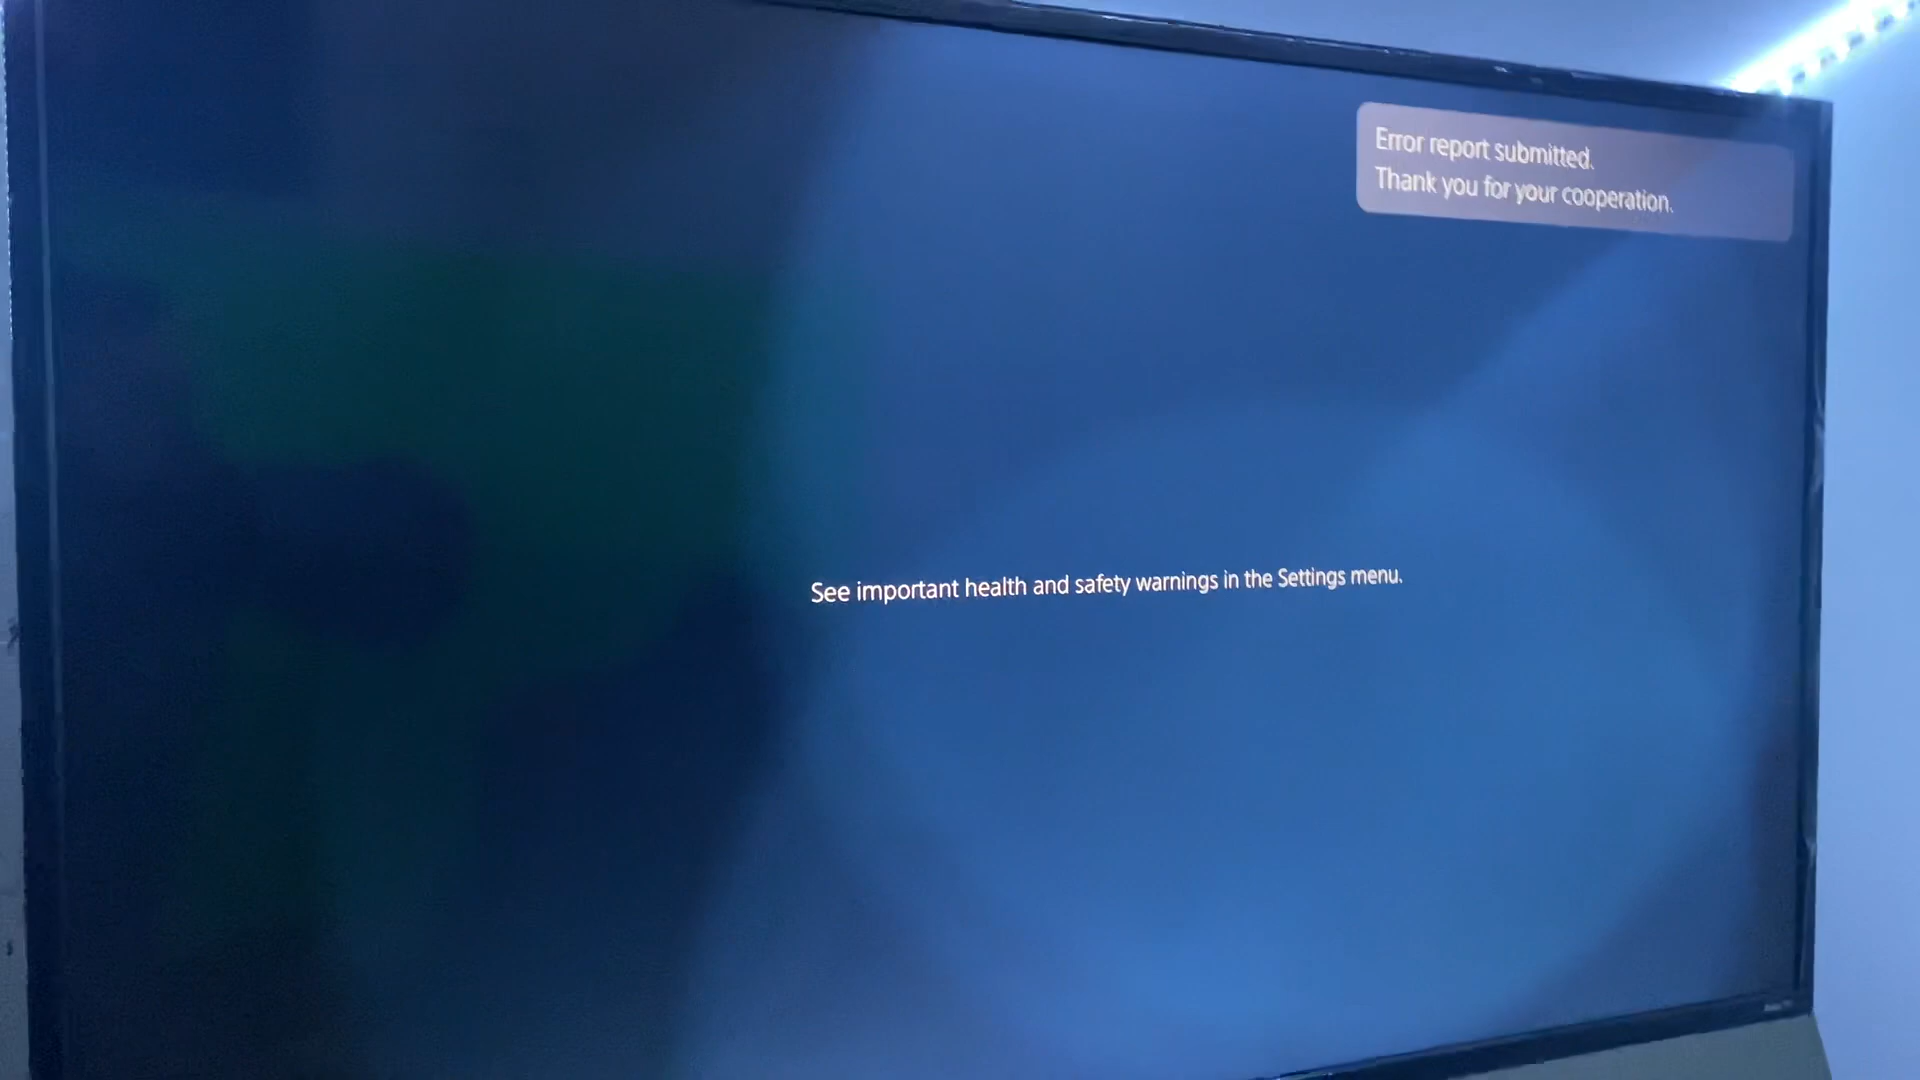 Error report submitted.
Thank you for your cooperation.
See important health and safety warnings in the Settings menu.